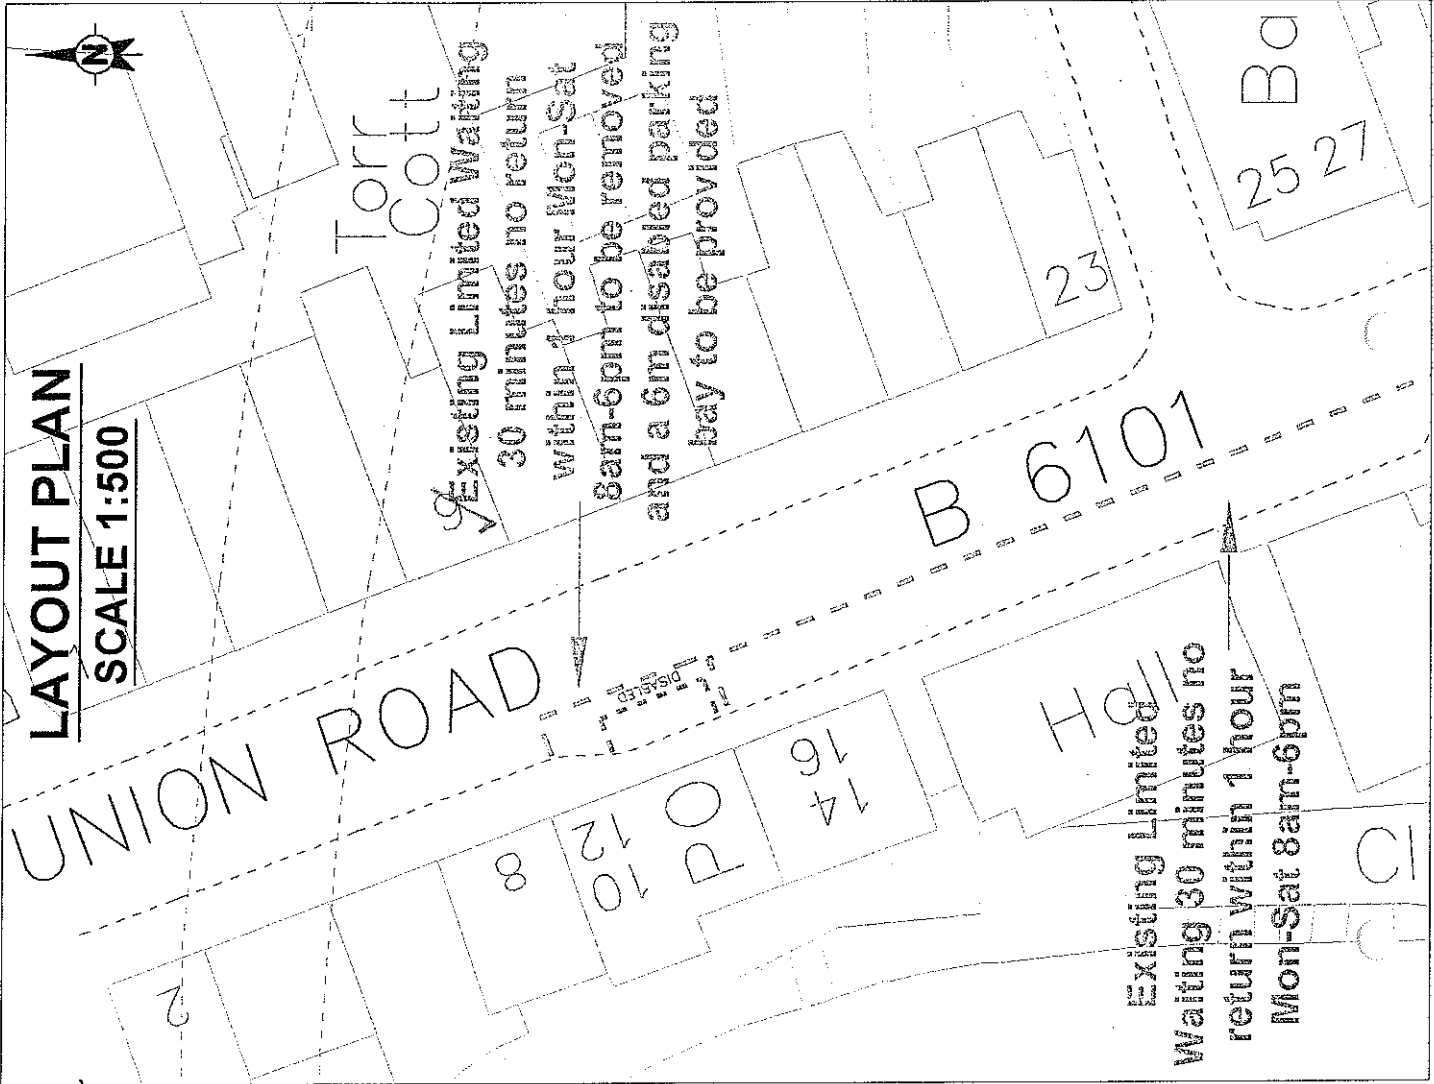 LAYOUT PLAN
SCALE 1:500
N
Tort
Cott
Existing Limited Waiting
30 minutes no return
within 1 hour Mon-Sat
8am-6pm to be removed
and a 6m disabled parking
bay to be provided
UNION ROAD
B 6101
DISABLED
9
23
25 27
Ba
2
8
10 12
P O
14 16
Hall
Cl
Existing Limited
Waiting 30 minutes no
return within 1 hour
Mon-Sat 8am-6pm